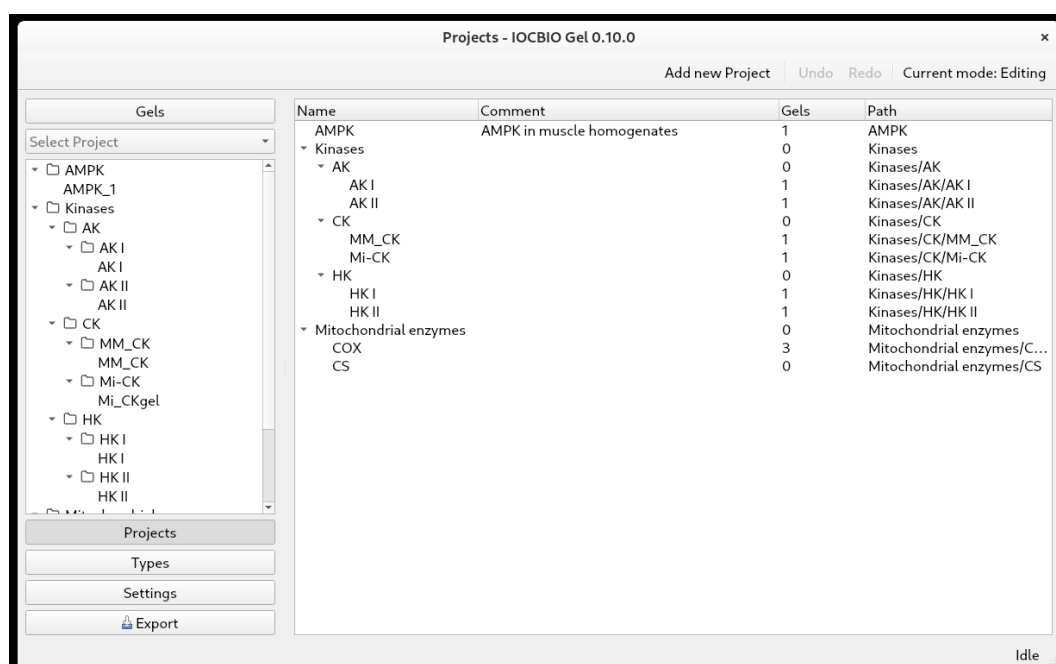 Projects - IOCBIO Gel 0.10.0 ×
Add new Project Undo Redo Current mode: Editing
Gels
Select Project
AMPK
AMPK_1
Kinases
AK
AK I
AK I
AK II
AK II
CK
MM_CK
MM_CK
Mi-CK
Mi_CKgel
HK
HK I
HK I
HK II
HK II
Projects
Types
Settings
Export
Name Comment Gels Path
AMPK AMPK in muscle homogenates 1 AMPK
Kinases 0 Kinases
AK 0 Kinases/AK
AK I 1 Kinases/AK/AK I
AK II 1 Kinases/AK/AK II
CK 0 Kinases/CK
MM_CK 1 Kinases/CK/MM_CK
Mi-CK 1 Kinases/CK/Mi-CK
HK 0 Kinases/HK
HK I 1 Kinases/HK/HK I
HK II 1 Kinases/HK/HK II
Mitochondrial enzymes 0 Mitochondrial enzymes
COX 3 Mitochondrial enzymes/C...
CS 0 Mitochondrial enzymes/CS
Idle